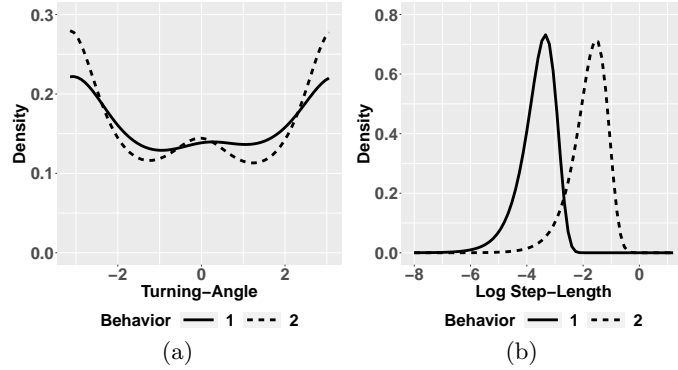 0.3
0.2
0.1
0.0
Density
−2 0 2
Turning−Angle
Behavior 1 2
(a)
0.8
0.6
0.4
0.2
0.0
Density
−8 −6 −4 −2 0
Log Step−Length
Behavior 1 2
(b)